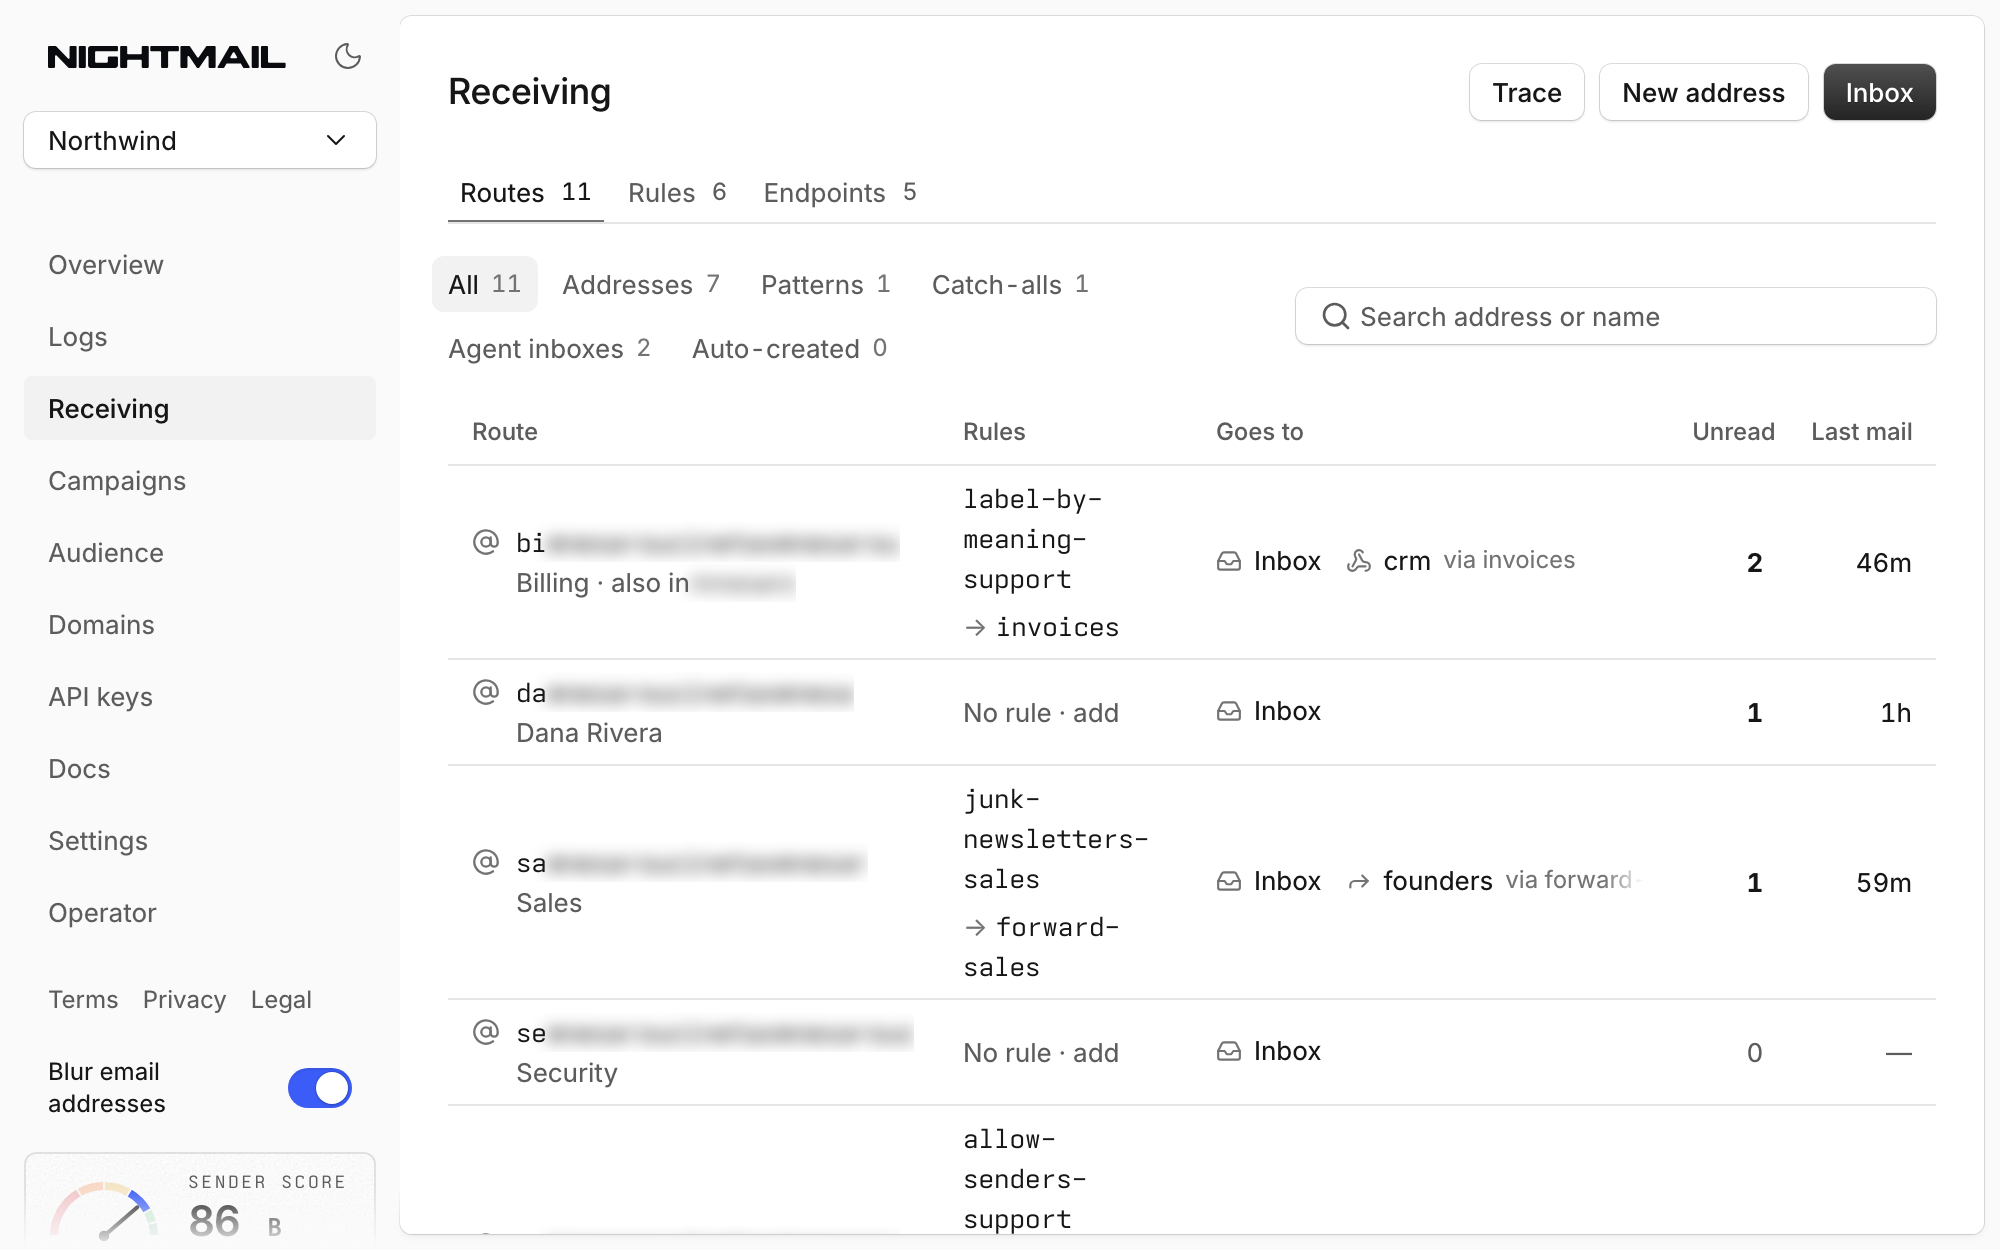 NIGHTMAIL
Northwind
Overview
Logs
Receiving
Campaigns
Audience
Domains
API keys
Docs
Settings
Operator
Terms Privacy Legal
Blur email
addresses
SENDER SCORE
86 B
Receiving
Trace New address Inbox
Routes 11 Rules 6 Endpoints 5
All 11 Addresses 7 Patterns 1 Catch-alls 1
Agent inboxes 2 Auto-created 0
Search address or name
Route Rules Goes to Unread Last mail
@ bi
Billing · also in
label-by-
meaning-
support
→ invoices
Inbox crm via invoices 2 46m
@ da
Dana Rivera
No rule · add Inbox 1 1h
@ sa
Sales
junk-
newsletters-
sales
→ forward-
sales
Inbox founders via forward- 1 59m
@ se
Security
No rule · add Inbox 0 —
allow-
senders-
support